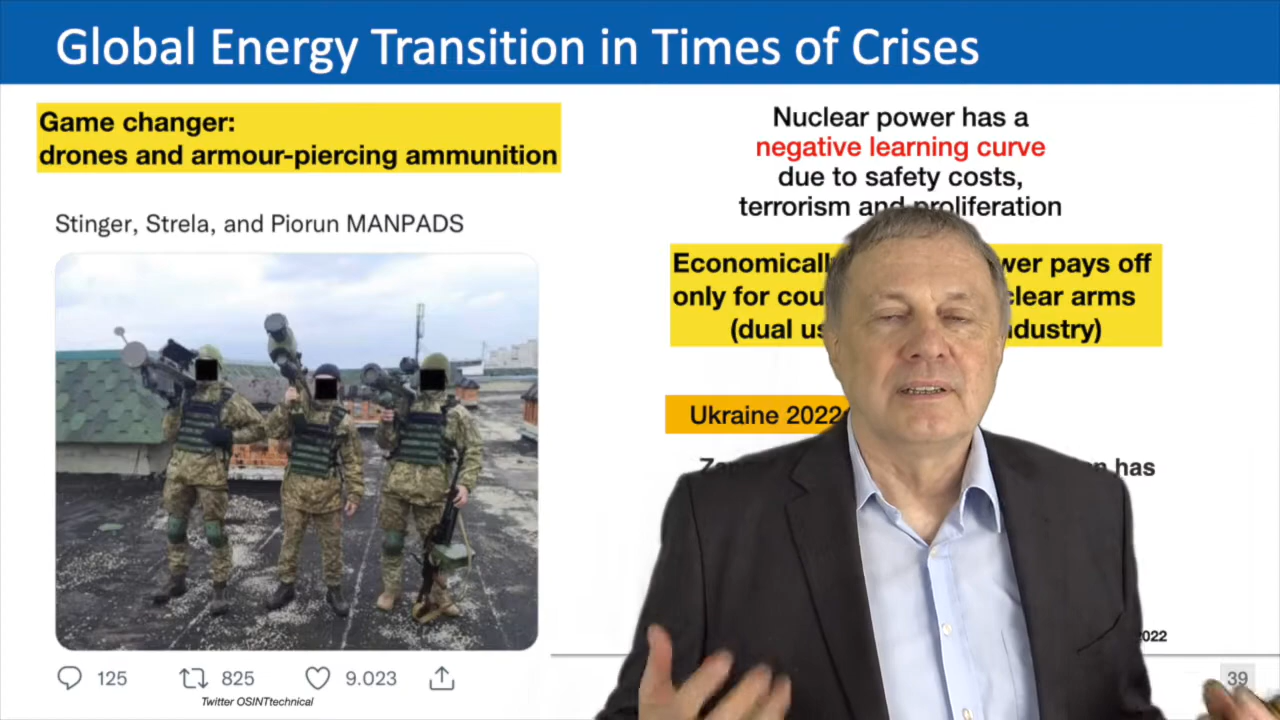 Global Energy Transition in Times of Crises
Game changer:
drones and armour-piercing ammunition
Stinger, Strela, and Piorun MANPADS
125 825 9.023
Twitter OSINTtechnical
Nuclear power has a
negative learning curve
due to safety costs,
terrorism and proliferation
Economicall wer pays off
only for cou clear arms
(dual us ndustry)
Ukraine 2022
has
2022
39